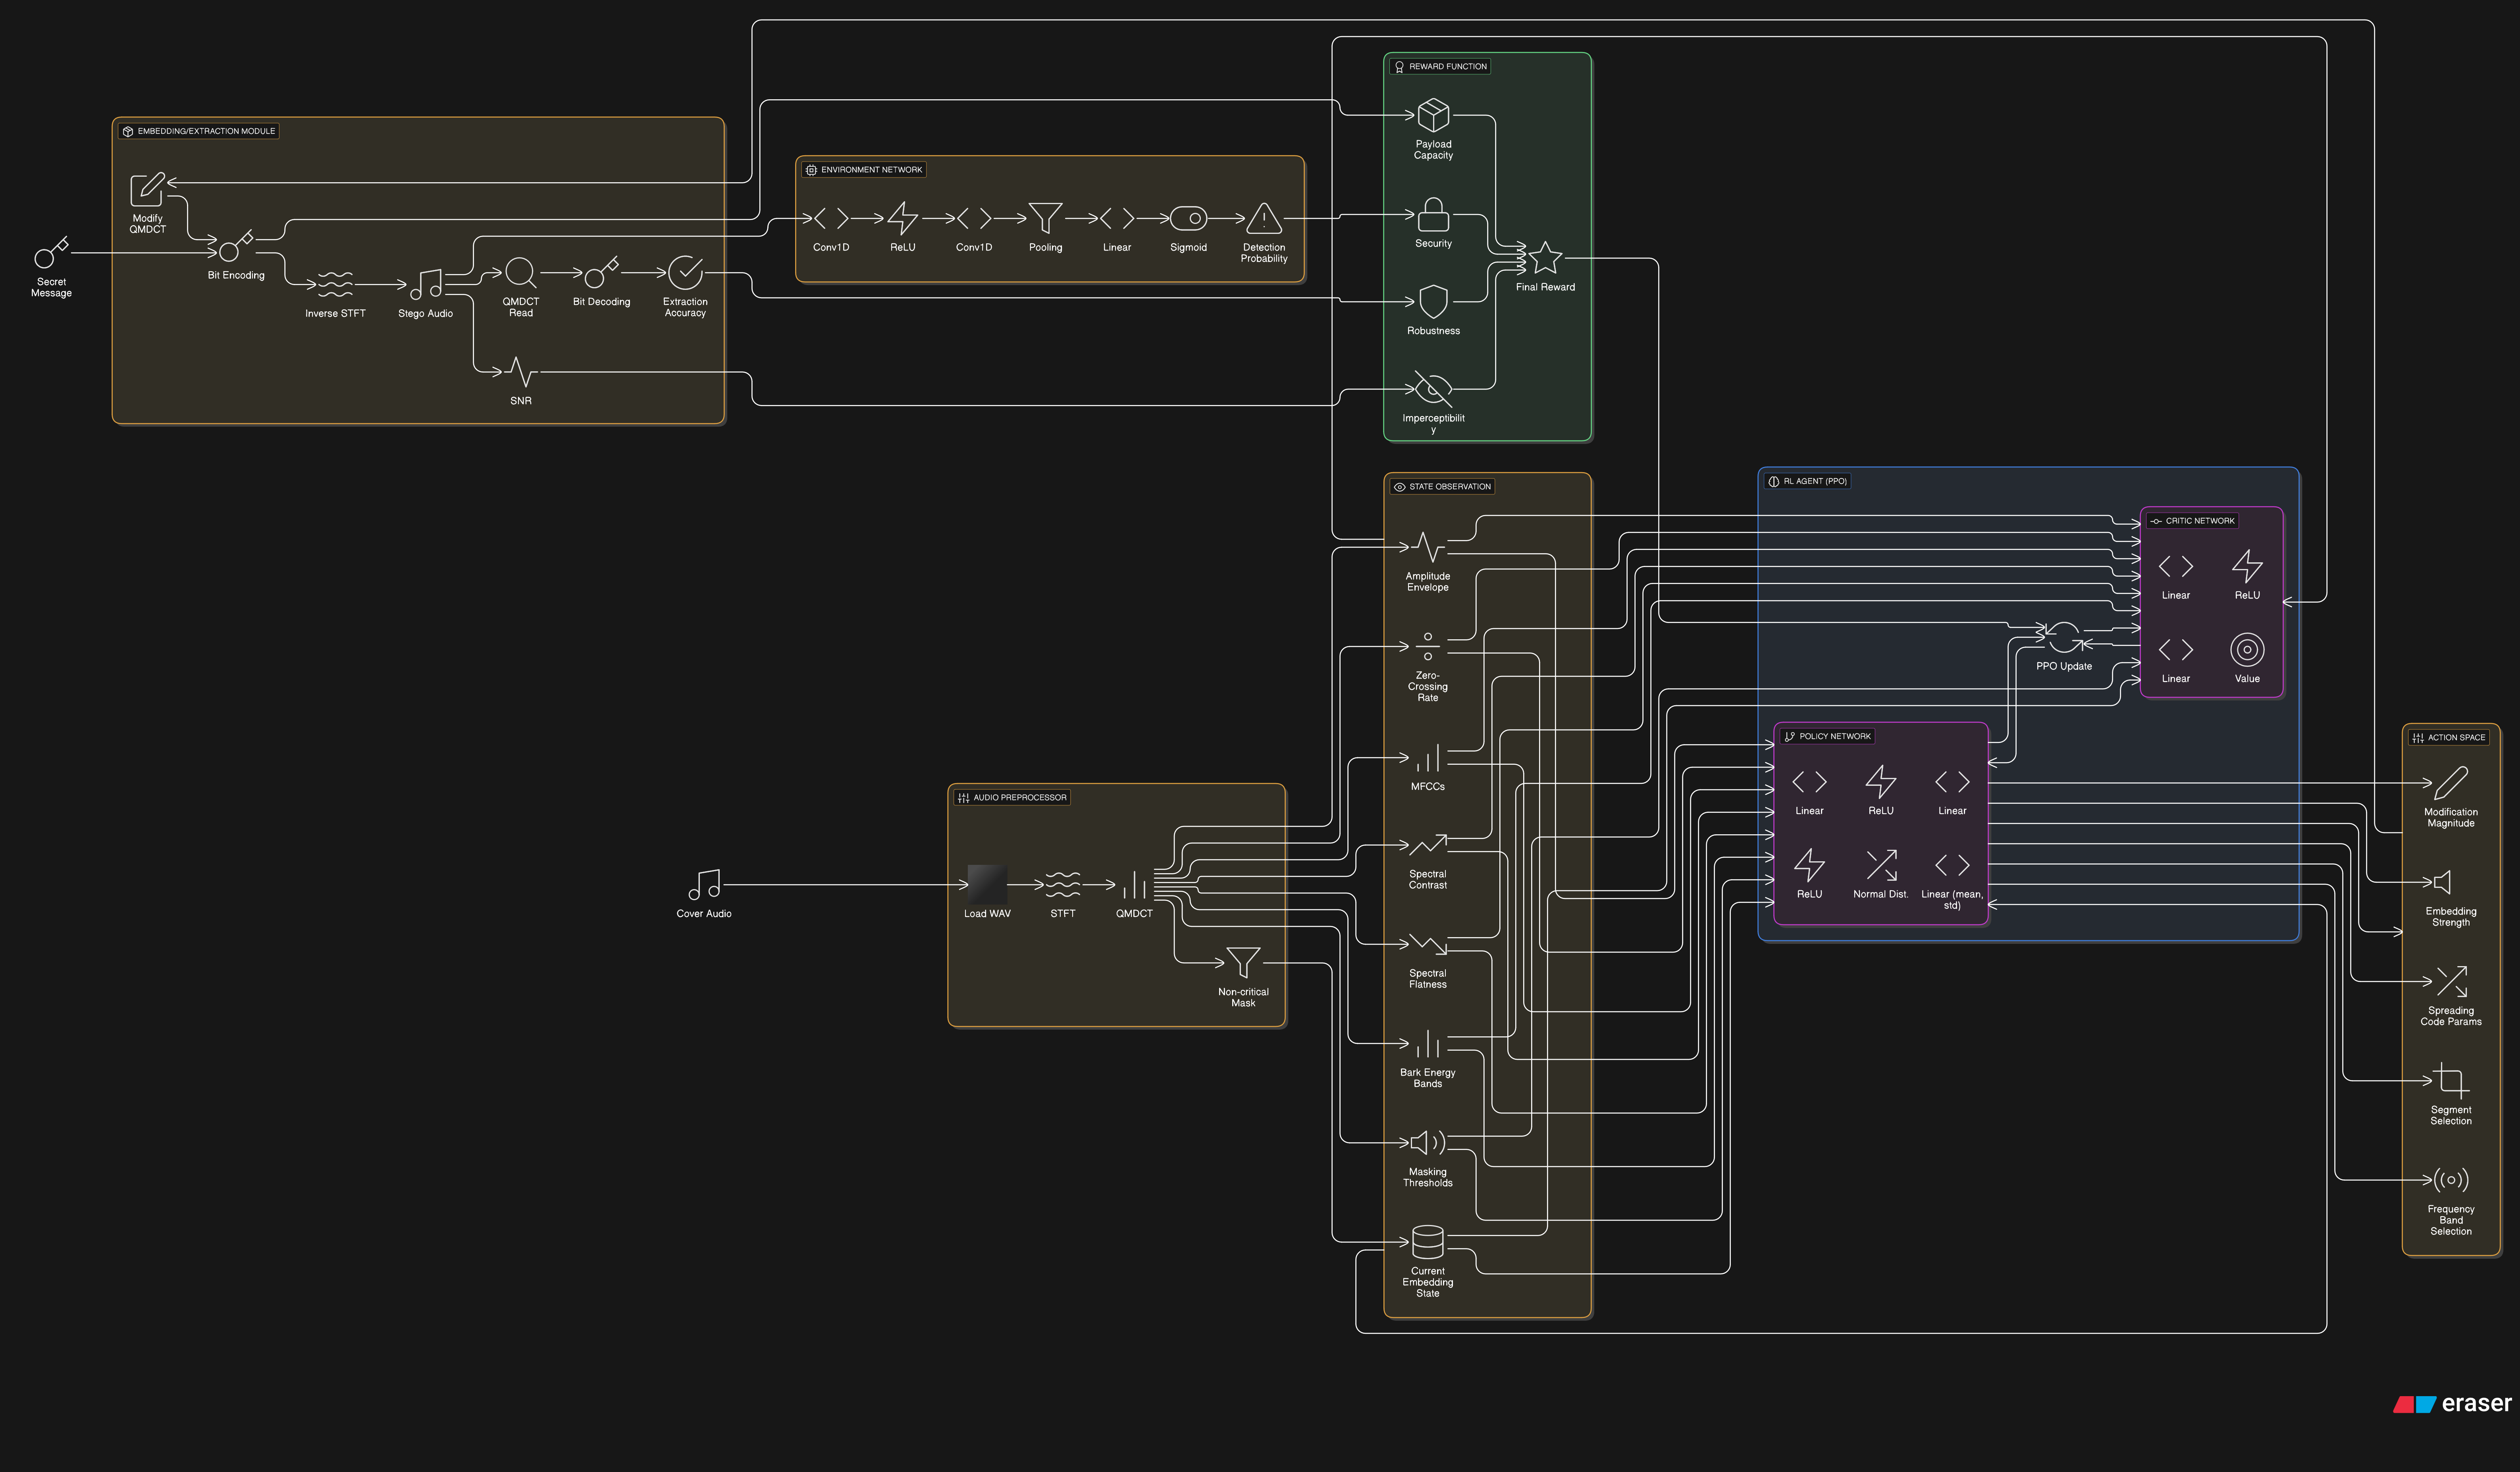 EMBEDDING/EXTRACTION MODULE
Modify
QMDCT
Secret
Message
Bit Encoding
Inverse STFT
Stego Audio
QMDCT
Read
Bit Decoding
Extraction
Accuracy
SNR
ENVIRONMENT NETWORK
Conv1D
ReLU
Conv1D
Pooling
Linear
Sigmoid
Detection
Probability
REWARD FUNCTION
Payload
Capacity
Security
Robustness
Imperceptibilit
y
Final Reward
STATE OBSERVATION
Amplitude
Envelope
Zero-
Crossing
Rate
MFCCs
Spectral
Contrast
Spectral
Flatness
Bark Energy
Bands
Masking
Thresholds
Current
Embedding
State
Cover Audio
AUDIO PREPROCESSOR
Load WAV
STFT
QMDCT
Non-critical
Mask
RL AGENT (PPO)
CRITIC NETWORK
Linear
ReLU
Linear
Value
PPO Update
POLICY NETWORK
Linear
ReLU
Linear
ReLU
Normal Dist.
Linear (mean,
std)
ACTION SPACE
Modification
Magnitude
Embedding
Strength
Spreading
Code Params
Segment
Selection
Frequency
Band
Selection
eraser